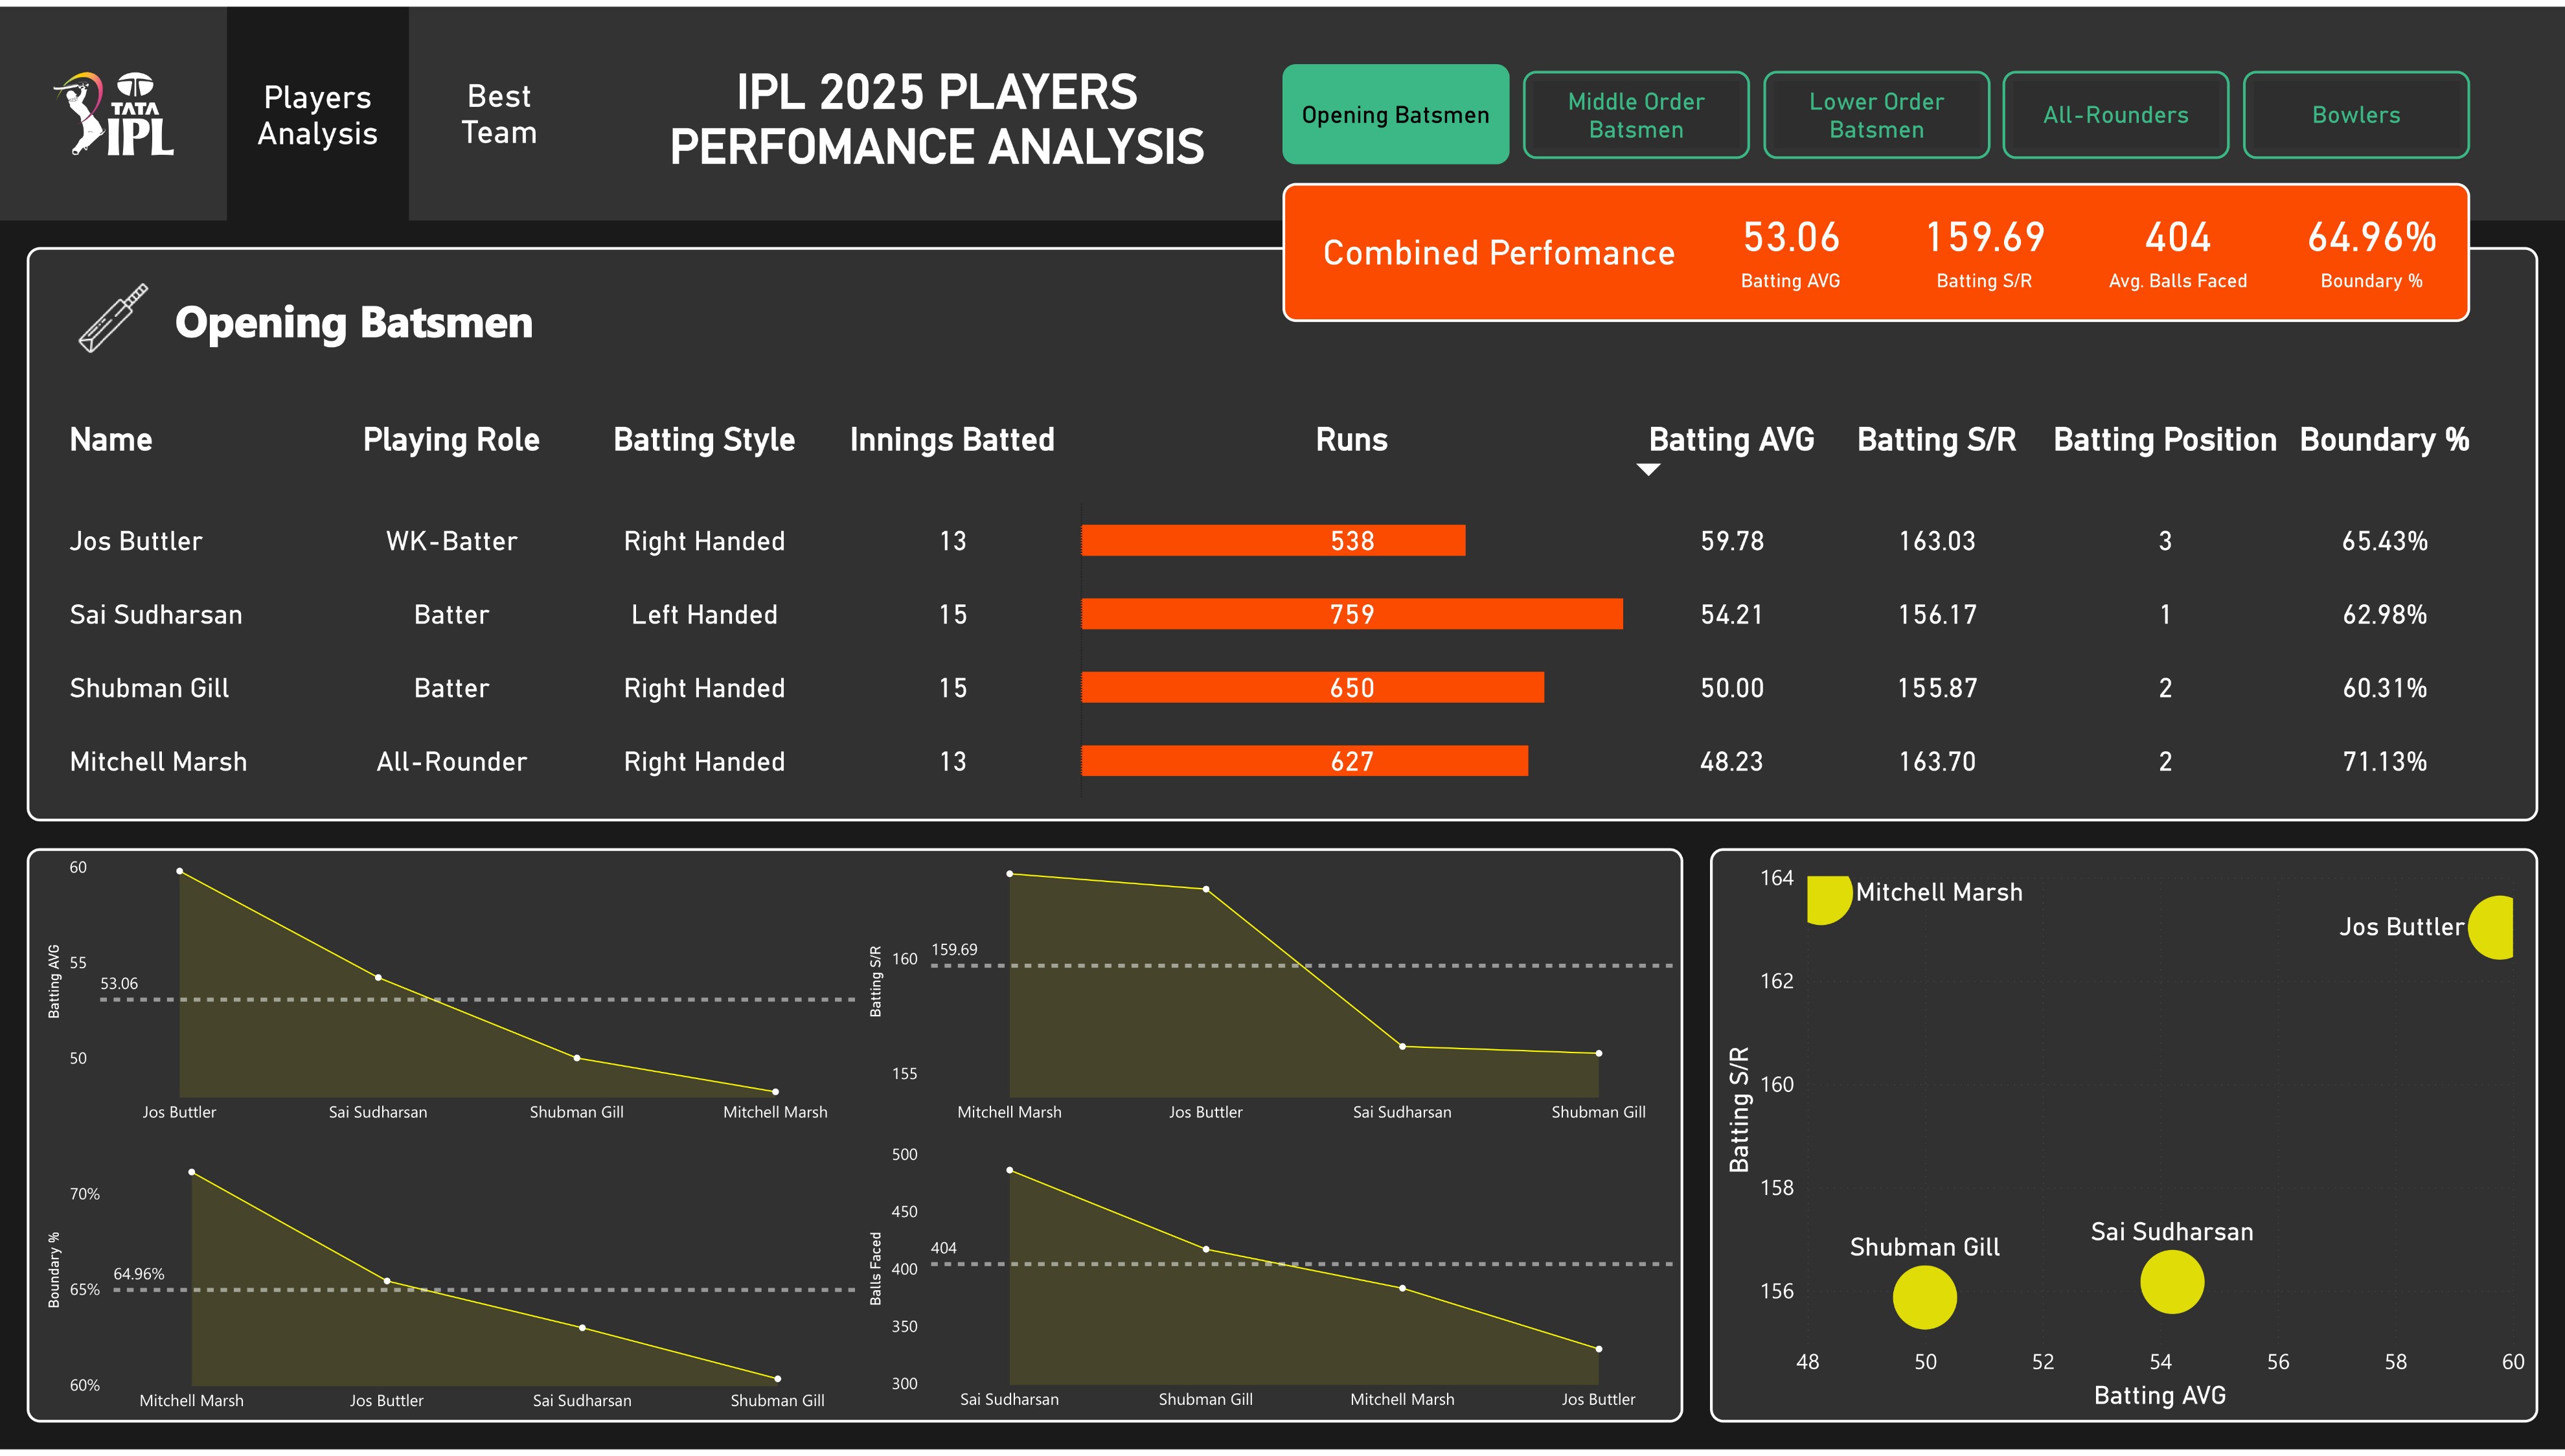 TATA
IPL
Players
Analysis
Best
Team
IPL 2025 PLAYERS
PERFOMANCE ANALYSIS
Opening Batsmen
Middle Order
Batsmen
Lower Order
Batsmen
All-Rounders
Bowlers
Combined Perfomance
53.06
Batting AVG
159.69
Batting S/R
404
Avg. Balls Faced
64.96%
Boundary %
Opening Batsmen
Name Playing Role Batting Style Innings Batted Runs Batting AVG Batting S/R Batting Position Boundary %
Jos Buttler WK-Batter Right Handed 13 538 59.78 163.03 3 65.43%
Sai Sudharsan Batter Left Handed 15 759 54.21 156.17 1 62.98%
Shubman Gill Batter Right Handed 15 650 50.00 155.87 2 60.31%
Mitchell Marsh All-Rounder Right Handed 13 627 48.23 163.70 2 71.13%
Batting AVG
60
55
53.06
50
Jos Buttler Sai Sudharsan Shubman Gill Mitchell Marsh
Batting S/R
159.69
160
155
Mitchell Marsh Jos Buttler Sai Sudharsan Shubman Gill
Boundary %
70%
64.96%
65%
60%
Mitchell Marsh Jos Buttler Sai Sudharsan Shubman Gill
Balls Faced
500
450
404
400
350
300
Sai Sudharsan Shubman Gill Mitchell Marsh Jos Buttler
Batting S/R
164
Mitchell Marsh
Jos Buttler
162
160
158
Sai Sudharsan
Shubman Gill
156
48 50 52 54 56 58 60
Batting AVG